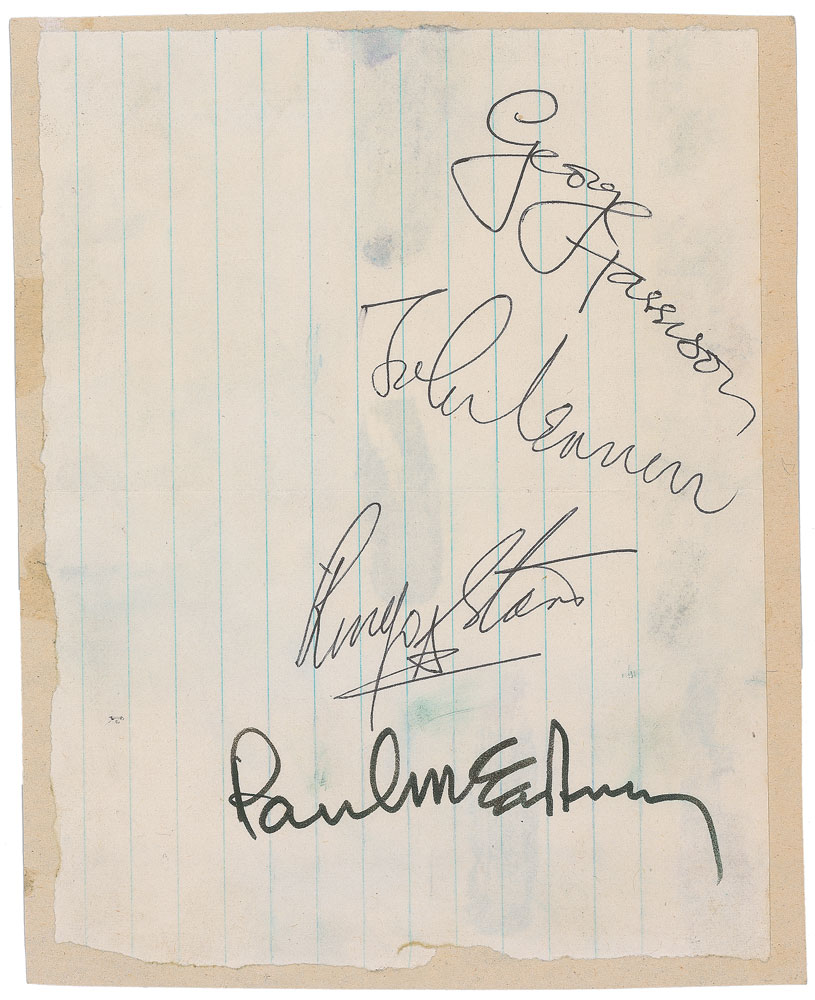 George Harrison
John Lennon
Ringo Starr
Paul McCartney